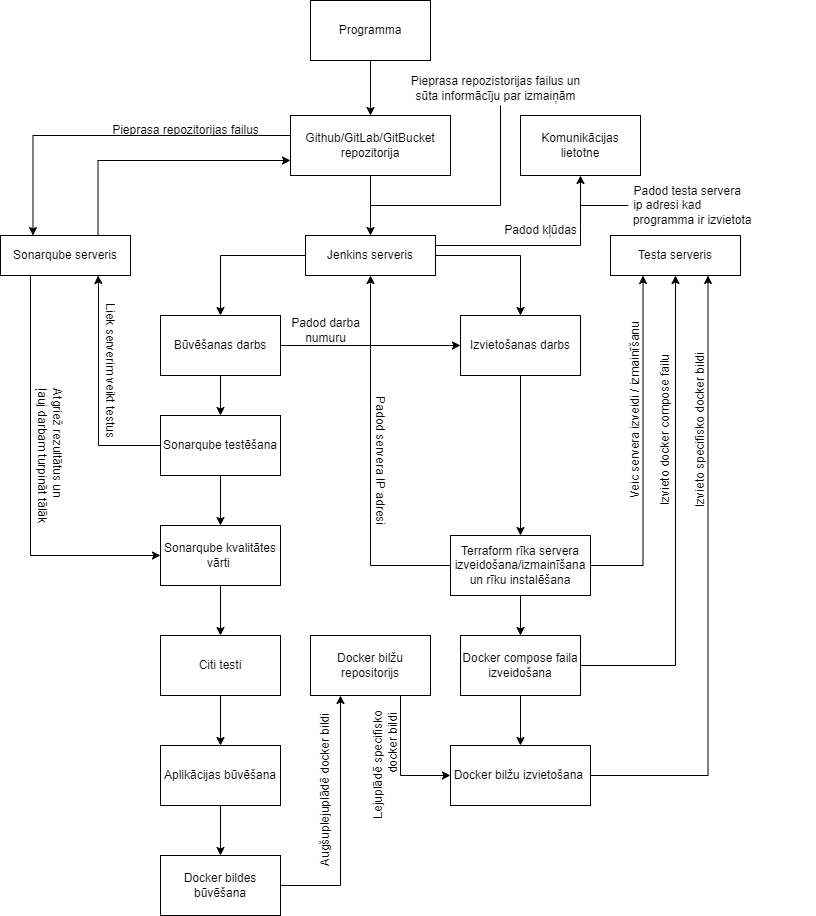 Programma
Pieprasa repozistorijas failus un
sūta informācīju par izmaiņām
Pieprasa repozitorijas failus
Github/GitLab/GitBucket
repozitorija
Komunikācijas
lietotne
Padod testa servera
ip adresi kad
programma ir izvietota
Padod kļūdas
Sonarqube serveris
Jenkins serveris
Testa serveris
Būvēšanas darbs
Padod darba
numuru
Izvietošanas darbs
Liek serverim veikt testus
Atgriež rezultātus un
ļauj darbam turpināt tālāk
Padod servera IP adresi
Veic servera izveidi / izmainīšanu
Izvieto docker compose failu
Izvieto specifisko docker bildi
Sonarqube testēšana
Sonarqube kvalitātes
vārti
Terraform rīka servera
izveidošana/izmainīšana
un rīku instalēšana
Citi testi
Docker bilžu
repositorijs
Docker compose faila
izveidošana
Augšuplejuplādē docker bildi
Lejuplādē specifisko
docker bildi
Aplikācijas būvēšana
Docker bilžu izvietošana
Docker bildes
būvēšana